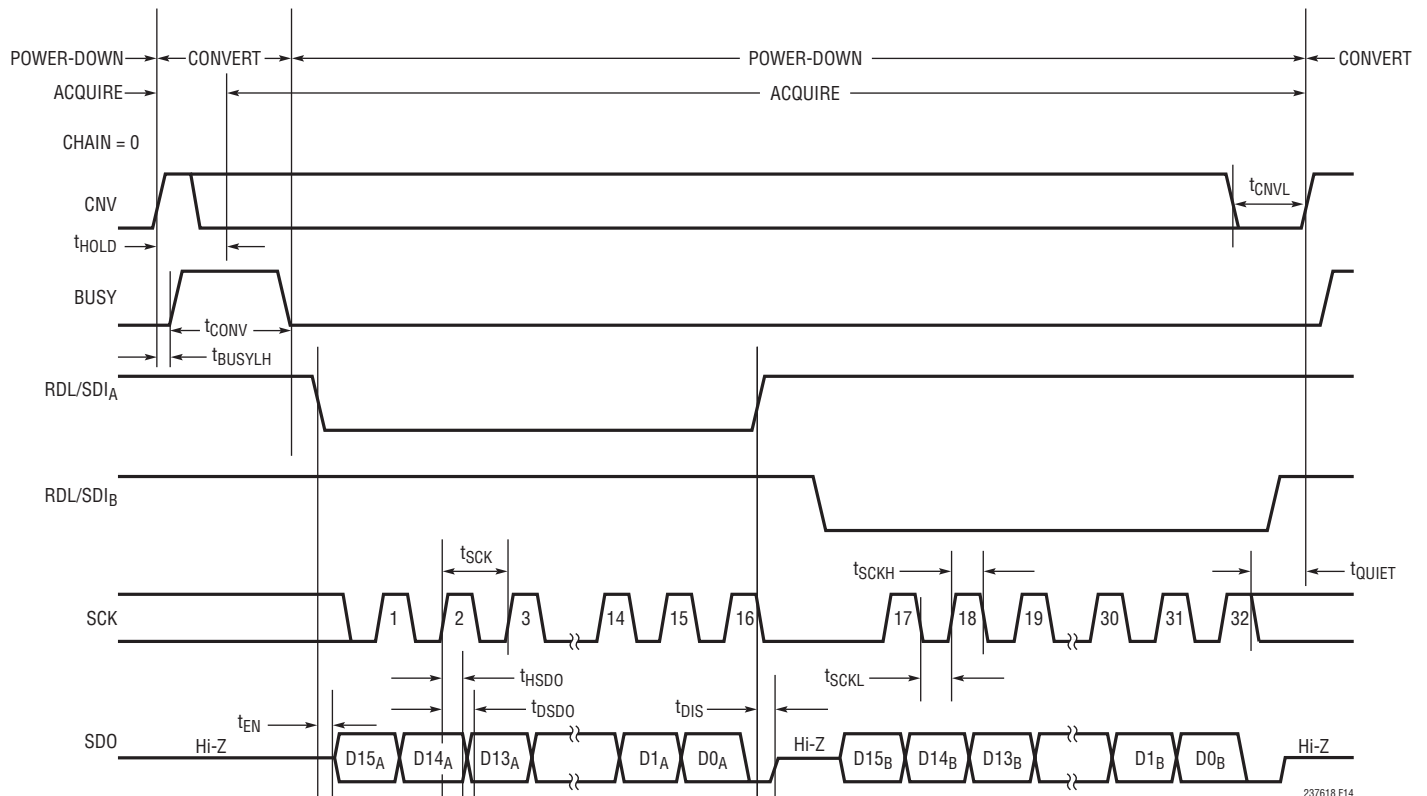 POWER-DOWN CONVERT POWER-DOWN CONVERT
ACQUIRE ACQUIRE
CHAIN = 0
CNV tCNVL
tHOLD
BUSY
tCONV
tBUSYLH
RDL/SDIA
RDL/SDIB
tSCK tSCKH tQUIET
SCK 1 2 3 14 15 16 17 18 19 30 31 32
tHSDO tSCKL
tEN tDSDO tDIS
SDO Hi-Z D15A D14A D13A D1A D0A Hi-Z D15B D14B D13B D1B D0B Hi-Z
237618 F14